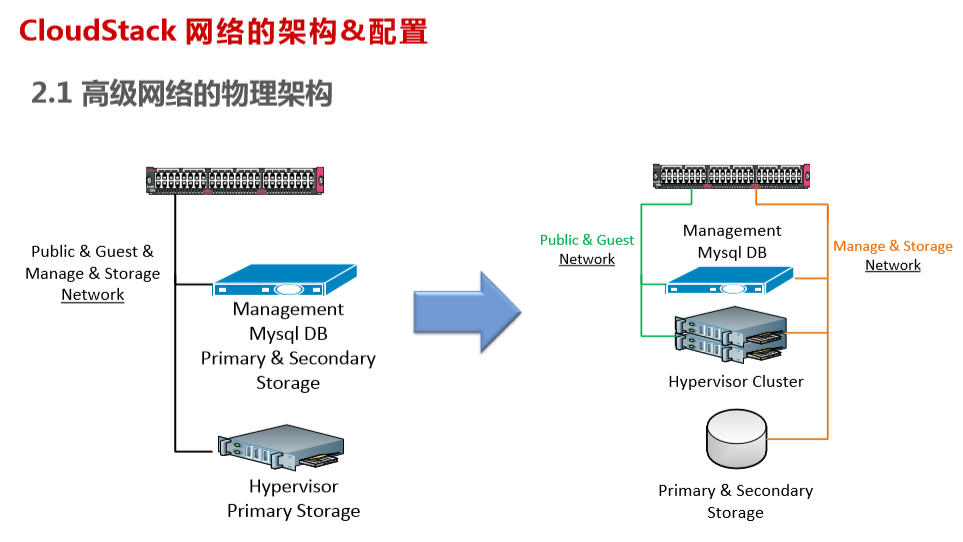 CloudStack 网络的架构&配置
2.1 高级网络的物理架构
Public & Guest &
Manage & Storage
Network
Management
Mysql DB
Primary & Secondary
Storage
Hypervisor
Primary Storage
Public & Guest
Network
Management
Mysql DB
Manage & Storage
Network
Hypervisor Cluster
Primary & Secondary
Storage